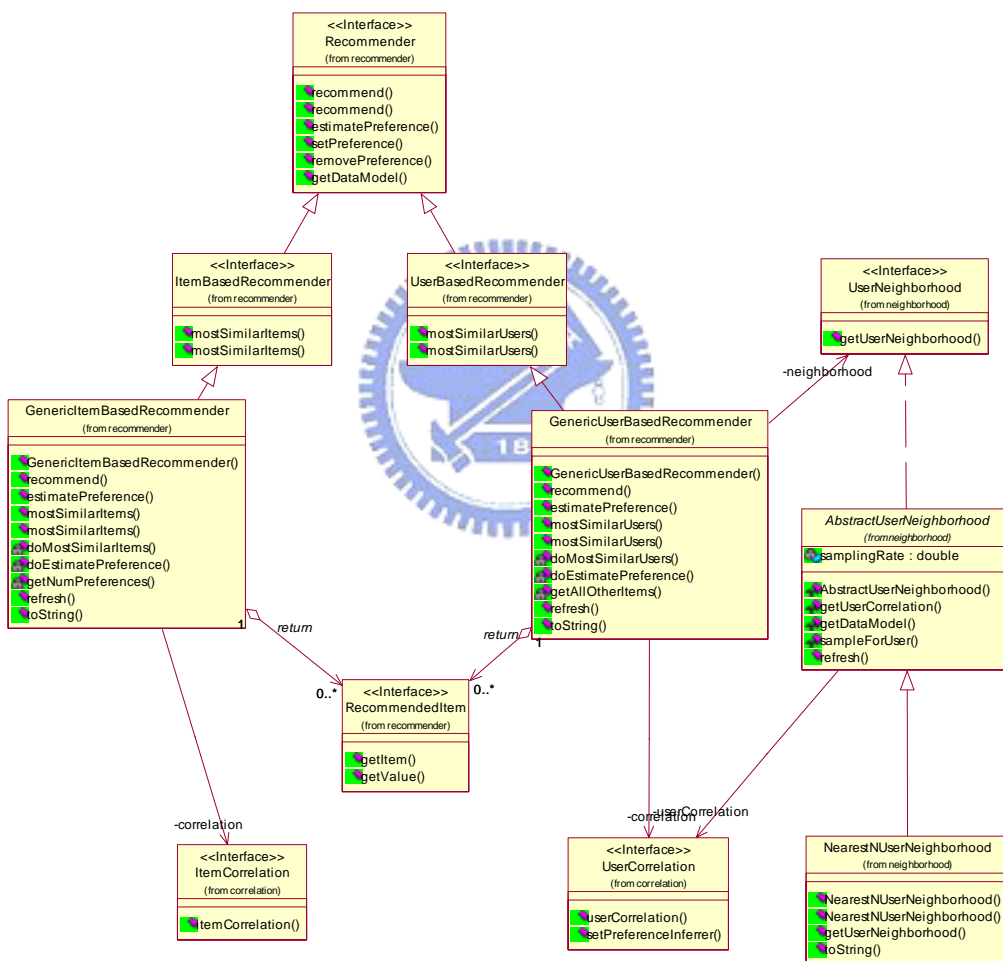 <<Interface>>
Recommender
(from recommender)
recommend()
recommend()
estimatePreference()
setPreference()
removePreference()
getDataModel()
<<Interface>>
ItemBasedRecommender
(from recommender)
mostSimilarItems()
mostSimilarItems()
<<Interface>>
UserBasedRecommender
(from recommender)
mostSimilarUsers()
mostSimilarUsers()
<<Interface>>
UserNeighborhood
(from neighborhood)
getUserNeighborhood()
-neighborhood
GenericItemBasedRecommender
(from recommender)
GenericItemBasedRecommender()
recommend()
estimatePreference()
mostSimilarItems()
mostSimilarItems()
doMostSimilarItems()
doEstimatePreference()
getNumPreferences()
refresh()
toString()
1
return
0..*
GenericUserBasedRecommender
(from recommender)
GenericUserBasedRecommender()
recommend()
estimatePreference()
mostSimilarUsers()
mostSimilarUsers()
doMostSimilarUsers()
doEstimatePreference()
getAllOtherItems()
refresh()
toString()
1
return
0..*
18
AbstractUserNeighborhood
(from neighborhood)
samplingRate : double
AbstractUserNeighborhood()
getUserCorrelation()
getDataModel()
sampleForUser()
refresh()
<<Interface>>
RecommendedItem
(from recommender)
getItem()
getValue()
-correlation
-correlation
-userCorrelation
<<Interface>>
ItemCorrelation
(from correlation)
itemCorrelation()
<<Interface>>
UserCorrelation
(from correlation)
userCorrelation()
setPreferenceInferrer()
NearestNUserNeighborhood
(from neighborhood)
NearestNUserNeighborhood()
NearestNUserNeighborhood()
getUserNeighborhood()
toString()